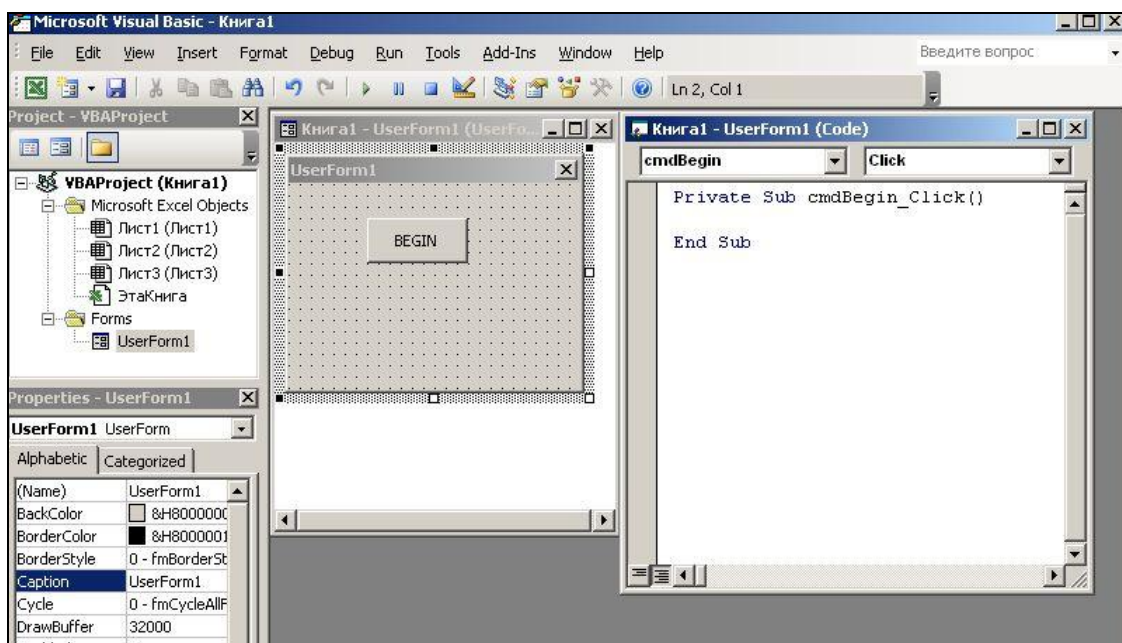 Microsoft Visual Basic - Книга1
File Edit View Insert Format Debug Run Tools Add-Ins Window Help Введите вопрос
Ln 2, Col 1
Project - VBAProject
VBAProject (Книга1)
Microsoft Excel Objects
Лист1 (Лист1)
Лист2 (Лист2)
Лист3 (Лист3)
ЭтаКнига
Forms
UserForm1
Properties - UserForm1
UserForm1 UserForm
Alphabetic Categorized
(Name) UserForm1
BackColor &H8000000
BorderColor &H8000001
BorderStyle 0 - fmBorderSt
Caption UserForm1
Cycle 0 - fmCycleAllF
DrawBuffer 32000
Книга1 - UserForm1 (UserFo...
UserForm1
BEGIN
Книга1 - UserForm1 (Code)
cmdBegin Click
Private Sub cmdBegin_Click()
End Sub